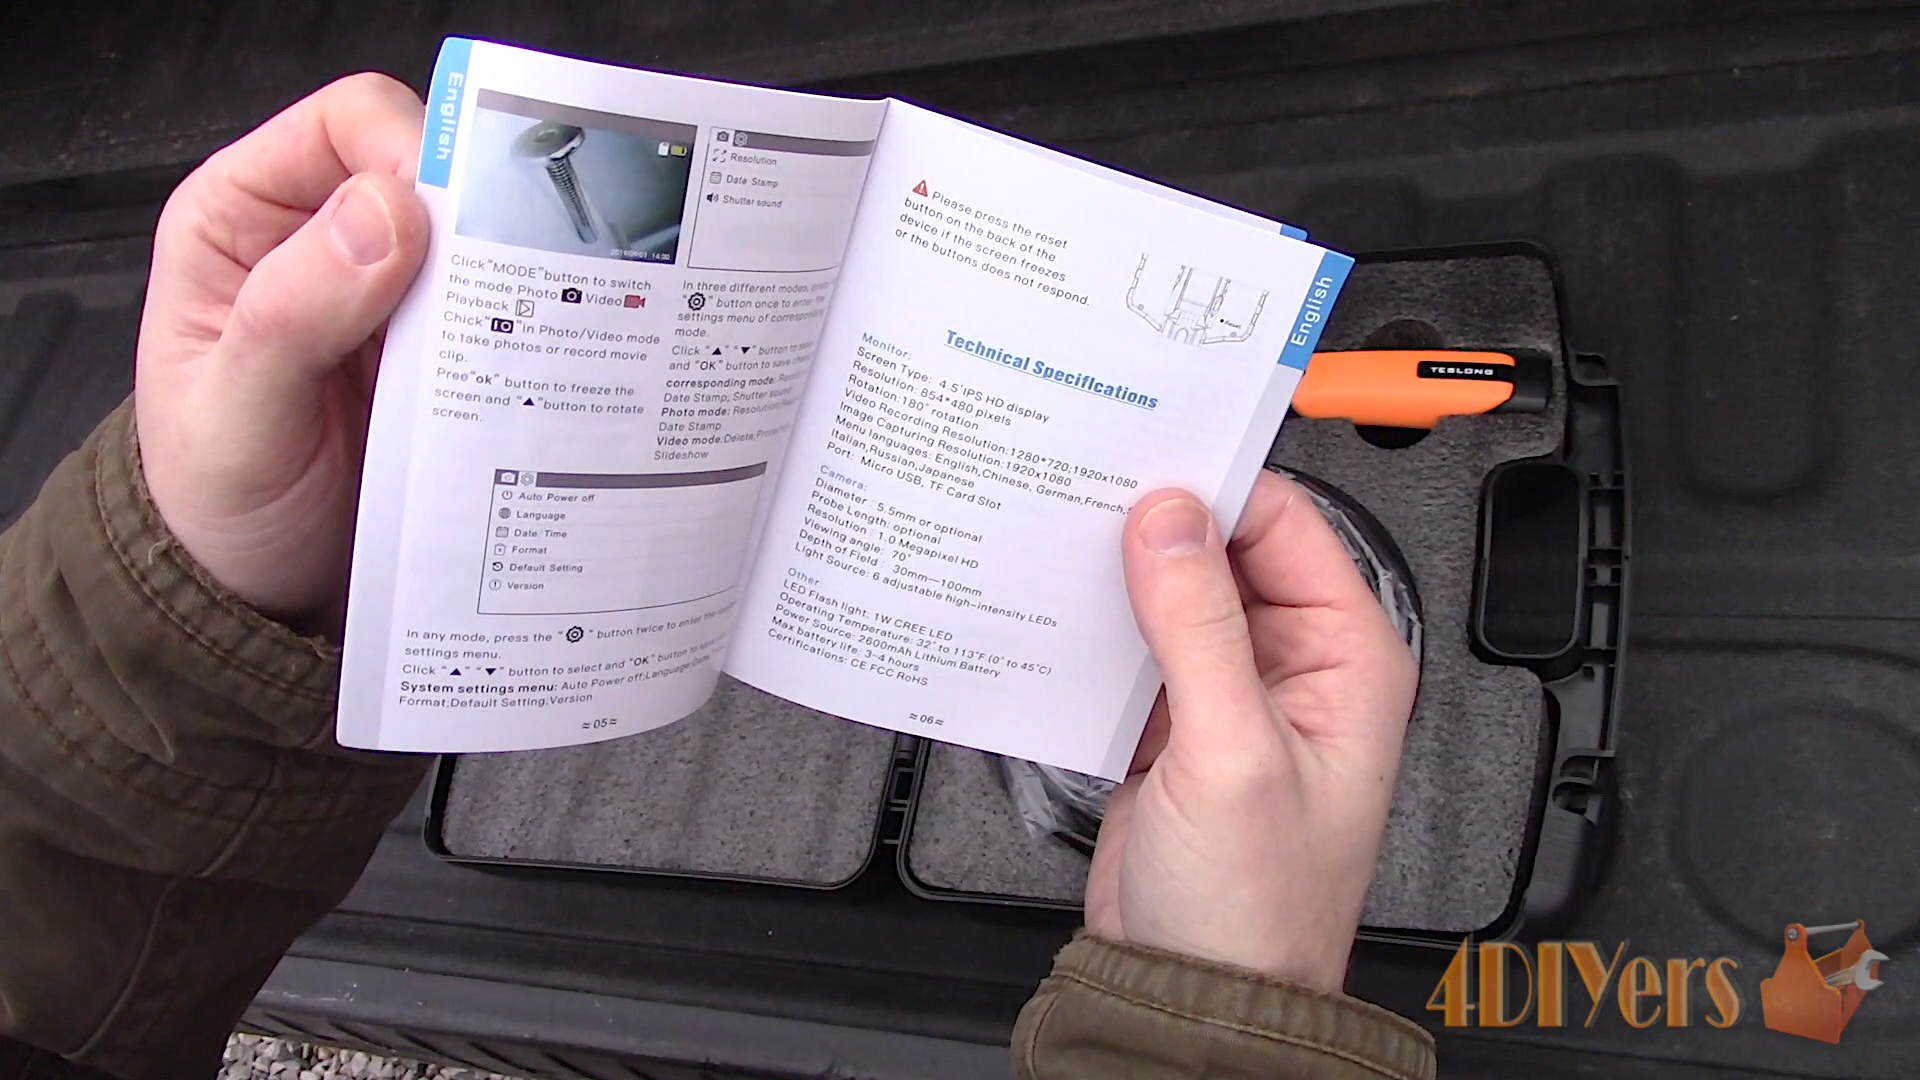 English
2018/09/01 14:00
Resolution
Date Stamp
Shutter sound
Click"MODE"button to switch
the mode Photo Video
Playback
Chick" "in Photo/Video mode
to take photos or record movie
clip.
Pree"ok" button to freeze the
screen and "▲"button to rotate
screen.
In three different modes,
" " button once to enter
settings menu of corresponding
mode.
Click "▲" "▼" button to
and "OK" button to save
corresponding mode:
Date Stamp; Shutter sound
Photo mode: Resolution;
Date Stamp
Video mode:Delete;
Slideshow
Auto Power off
Language
Date/Time
Format
Default Setting
Version
In any mode, press the " " button twice to enter the
settings menu.
Click "▲" "▼" button to select and "OK" button to
System settings menu: Auto Power off;Language;
Format;Default Setting;Version
≈05≈
Please press the reset
button on the back of the
device if the screen freezes
or the buttons does not respond.
Reset
English
Technical Specifications
Monitor:
Screen Type: 4.5'IPS HD display
Resolution: 854*480 pixels
Rotation:180° rotation
Video Recording Resolution:1280*720;1920x1080
Image Capturing Resolution:1920x1080
Menu languages: English,Chinese, German,French,
Italian,Russian,Japanese
Port: Micro USB, TF Card Slot
Camera:
Diameter : 5.5mm or optional
Probe Length: optional
Resolution : 1.0 Megapixel HD
Viewing angle: 70°
Depth of Field : 30mm—100mm
Light Source: 6 adjustable high-intensity LEDs
Other:
LED Flash light: 1W CREE LED
Operating Temperature: 32° to 113°F (0° to 45°C)
Power Source: 2600mAh Lithium Battery
Max battery life: 3-4 hours
Certifications: CE FCC RoHS
≈06≈
TESLONG
4DIYers